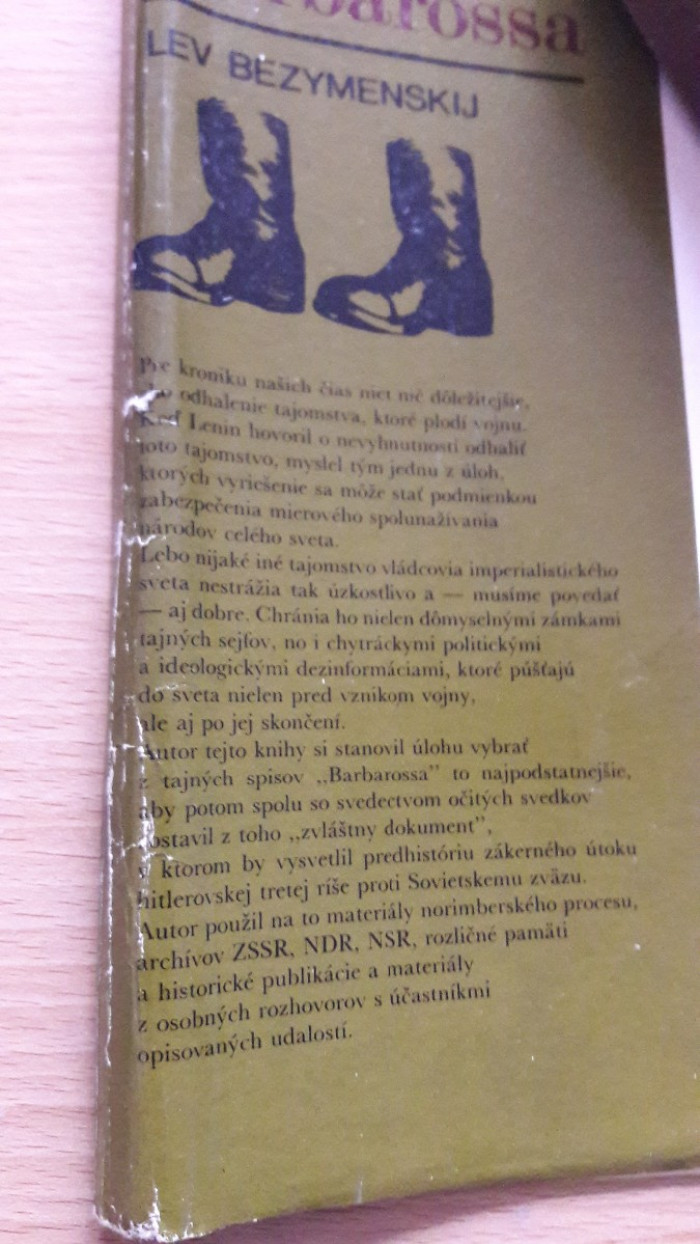 barossa
LEV BEZYMENSKIJ
Pre kroniku našich čias niet nič dôležitejšie,
odhalenie tajomstva, ktoré plodí vojnu.
Keď Lenin hovoril o nevyhnutnosti odhaliť
toto tajomstvo, myslel tým jednu z úloh,
ktorých vyriešenie sa môže stať podmienkou
zabezpečenia mierového spolunažívania
národov celého sveta.
Lebo nijaké iné tajomstvo vládcovia imperialistického
sveta nestrážia tak úzkostlivo a — musíme povedať
— aj dobre. Chránia ho nielen dômyselnými zámkami
tajných sejfov, no i chytráckymi politickými
a ideologickými dezinformáciami, ktoré púšťajú
do sveta nielen pred vznikom vojny,
ale aj po jej skončení.
Autor tejto knihy si stanovil úlohu vybrať
z tajných spisov „Barbarossa” to najpodstatnejšie,
aby potom spolu so svedectvom očitých svedkov
zostavil z toho „zvláštny dokument”,
v ktorom by vysvetlil predhistóriu zákerného útoku
hitlerovskej tretej ríše proti Sovietskemu zväzu.
Autor použil na to materiály norimberského procesu,
archívov ZSSR, NDR, NSR, rozličné pamäti
a historické publikácie a materiály
z osobných rozhovorov s účastníkmi
opisovaných udalostí.